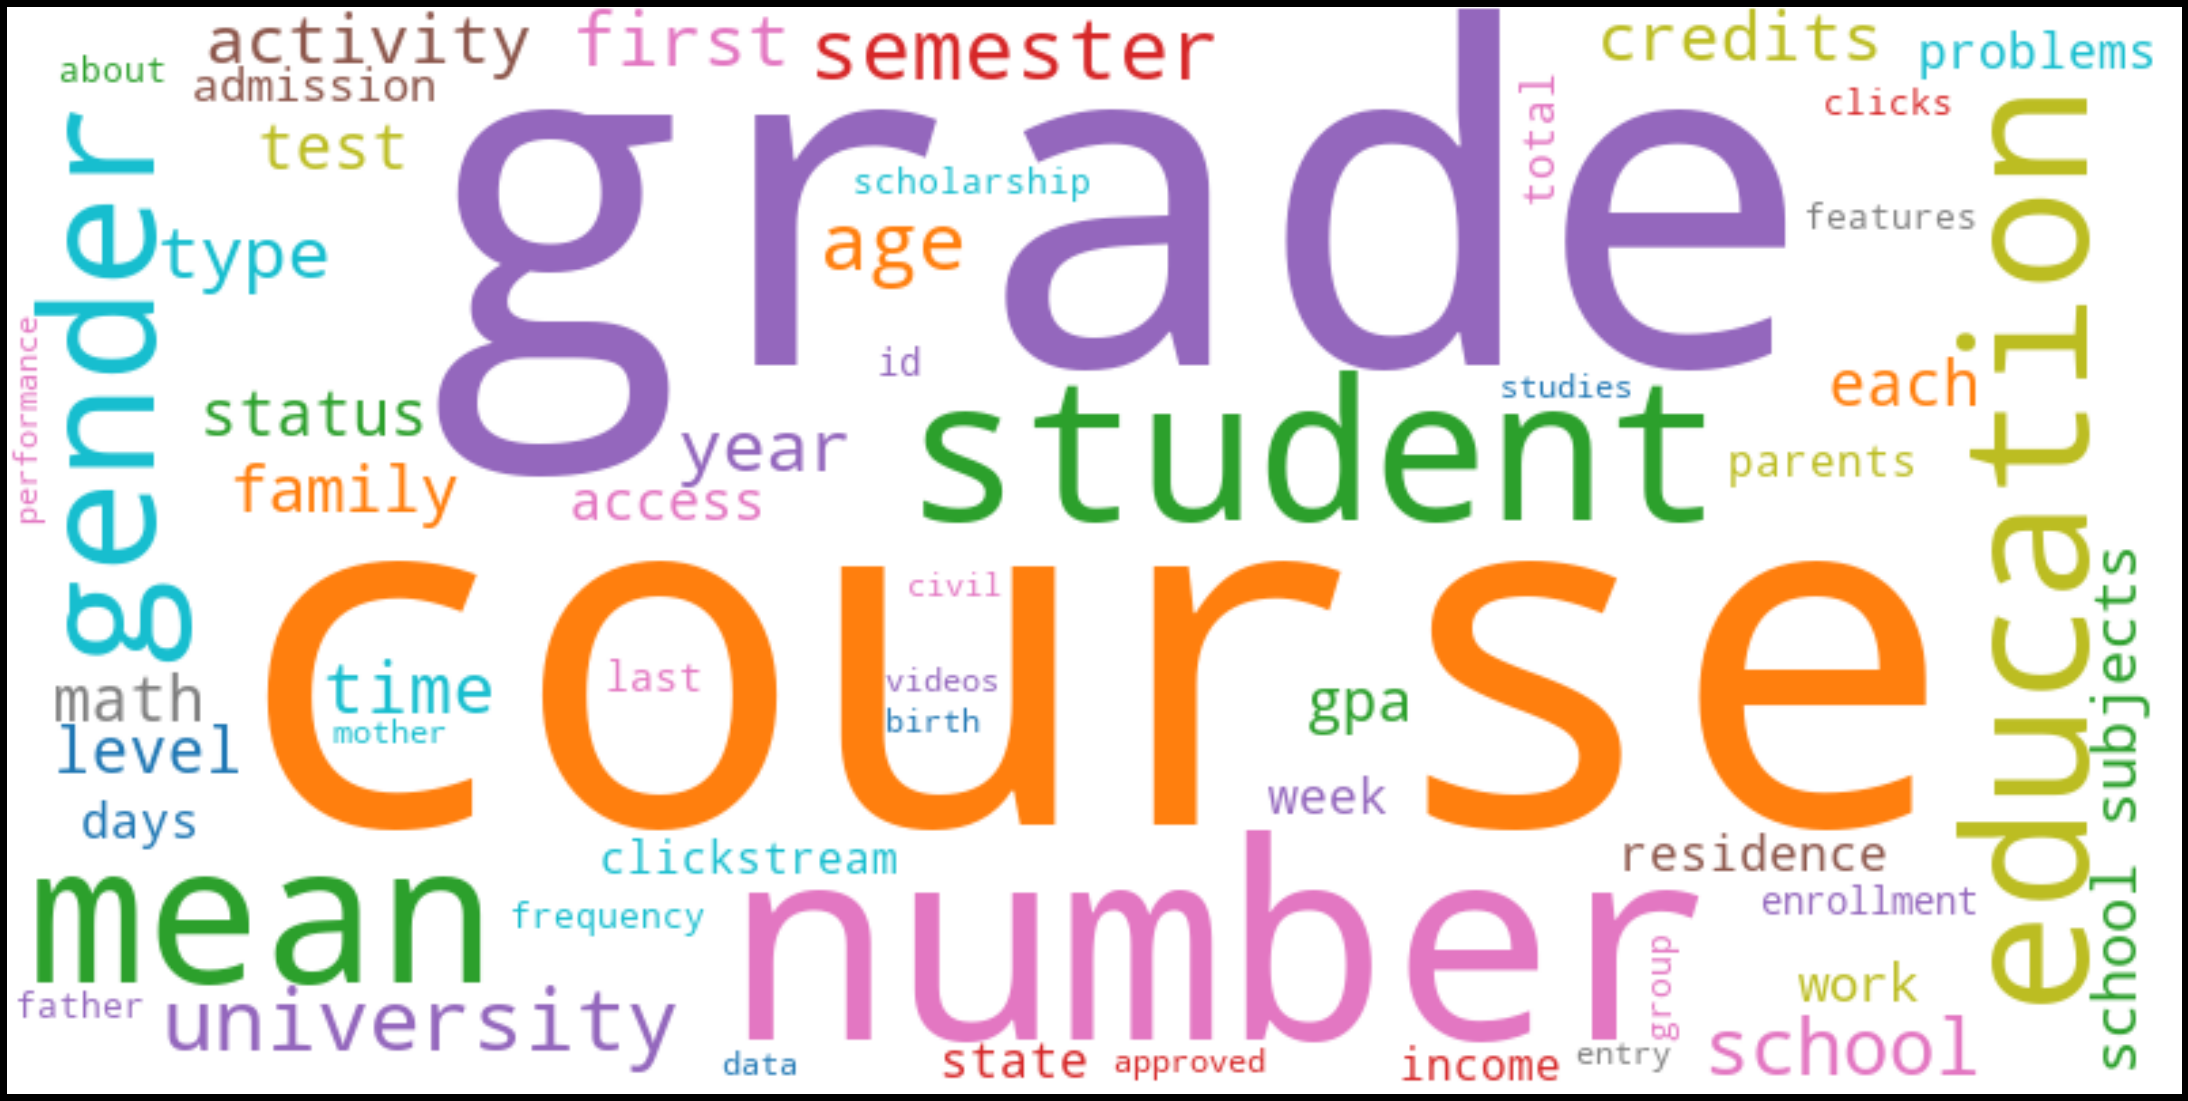 activity
first
semester
credits
problems
about
admission
clicks
total
test
grade
education
gender
scholarship
features
type
age
id
performance
status
studies
each
student
year
family
access
parents
course
civil
school subjects
time
last
videos
gpa
math
mother
birth
level
week
days
clickstream
residence
mean
number
frequency
enrollment
group
work
father
university
school
data
state
approved
income
entry